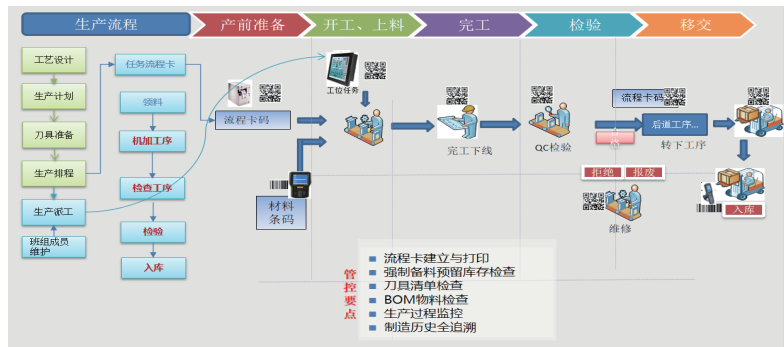 生产流程
产前准备
开工、上料
完工
检验
移交
工艺设计
生产计划
刀具准备
生产排程
生产派工
班组成员
维护
任务流程卡
领料
机加工序
检查工序
检验
入库
流程卡码
材料
条码
工位任务
完工下线
QC检验
流程卡码
后道工序...
转下工序
拒绝
报废
维修
入库
管控要点
流程卡建立与打印
强制备料预留库存检查
刀具清单检查
BOM物料检查
生产过程监控
制造历史全追溯